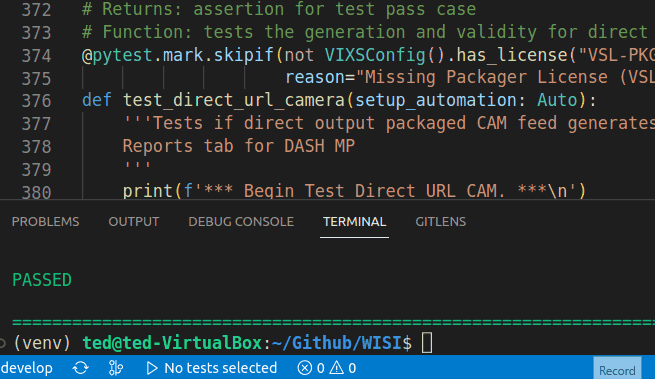 372 # Returns: assertion for test pass case
373 # Function: tests the generation and validity for direct
374 @pytest.mark.skipif(not VIXSConfig().has_license("VSL-PKG
375 reason="Missing Packager License (VSL
376 def test_direct_url_camera(setup_automation: Auto):
377 '''Tests if direct output packaged CAM feed generates
378 Reports tab for DASH MP
379 '''
380 print(f'*** Begin Test Direct URL CAM. ***\n')
PROBLEMS OUTPUT DEBUG CONSOLE TERMINAL GITLENS
PASSED
(venv) ted@ted-VirtualBox:~/Github/WISI$
develop No tests selected 0 0 Record